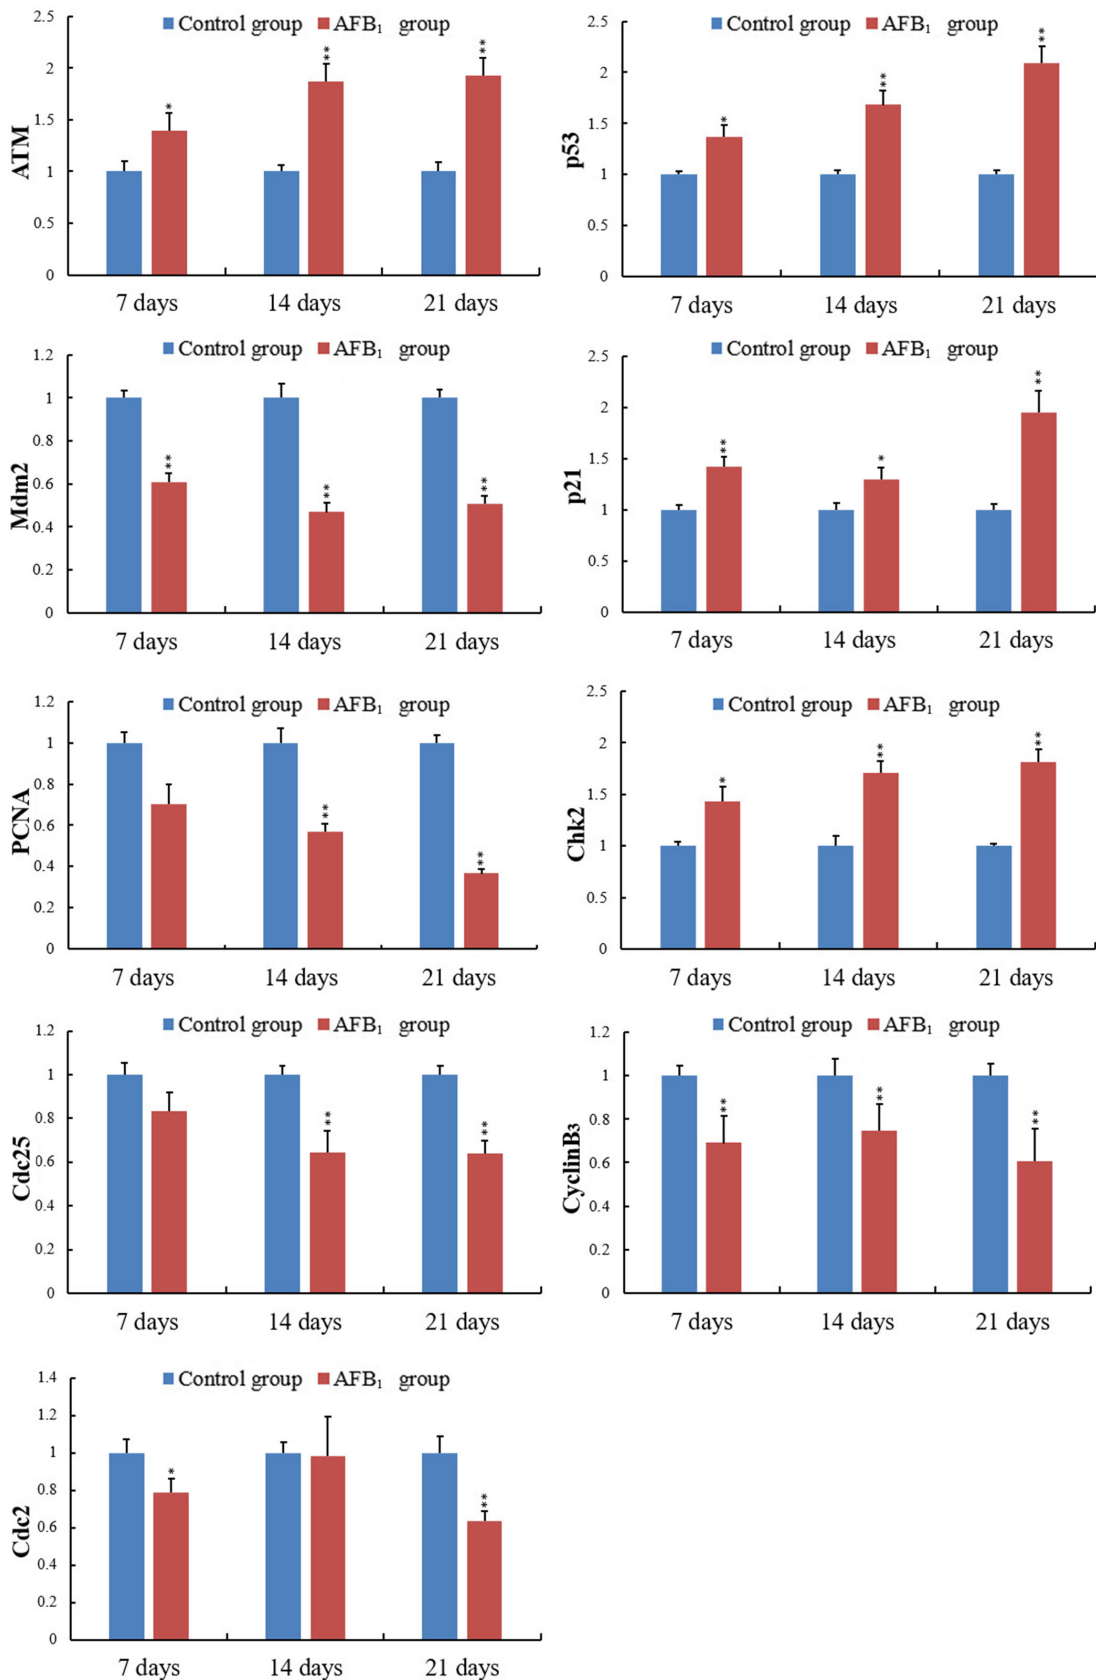 Control group AFB₁ group
ATM
2.5
2
1.5
1
0.5
0
* ** **
7 days 14 days 21 days
Control group AFB₁ group
p53
2.5
2
1.5
1
0.5
0
* ** **
7 days 14 days 21 days
Control group AFB₁ group
Mdm2
1.2
1
0.8
0.6
0.4
0.2
0
** ** **
7 days 14 days 21 days
Control group AFB₁ group
p21
2.5
2
1.5
1
0.5
0
** * **
7 days 14 days 21 days
Control group AFB₁ group
PCNA
1.2
1
0.8
0.6
0.4
0.2
0
** **
7 days 14 days 21 days
Control group AFB₁ group
Chk2
2.5
2
1.5
1
0.5
0
* ** **
7 days 14 days 21 days
Control group AFB₁ group
Cdc25
1.2
1
0.8
0.6
0.4
0.2
0
** **
7 days 14 days 21 days
Control group AFB₁ group
CyclinB₃
1.2
1
0.8
0.6
0.4
0.2
0
** ** **
7 days 14 days 21 days
Control group AFB₁ group
Cdc2
1.4
1.2
1
0.8
0.6
0.4
0.2
0
* **
7 days 14 days 21 days